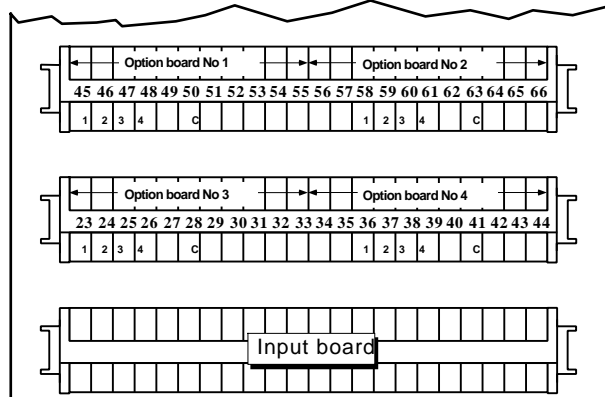 Option board No 1 Option board No 2
45 46 47 48 49 50 51 52 53 54 55 56 57 58 59 60 61 62 63 64 65 66
1 2 3 4 C 1 2 3 4 C
Option board No 3 Option board No 4
23 24 25 26 27 28 29 30 31 32 33 34 35 36 37 38 39 40 41 42 43 44
1 2 3 4 C 1 2 3 4 C
Input board